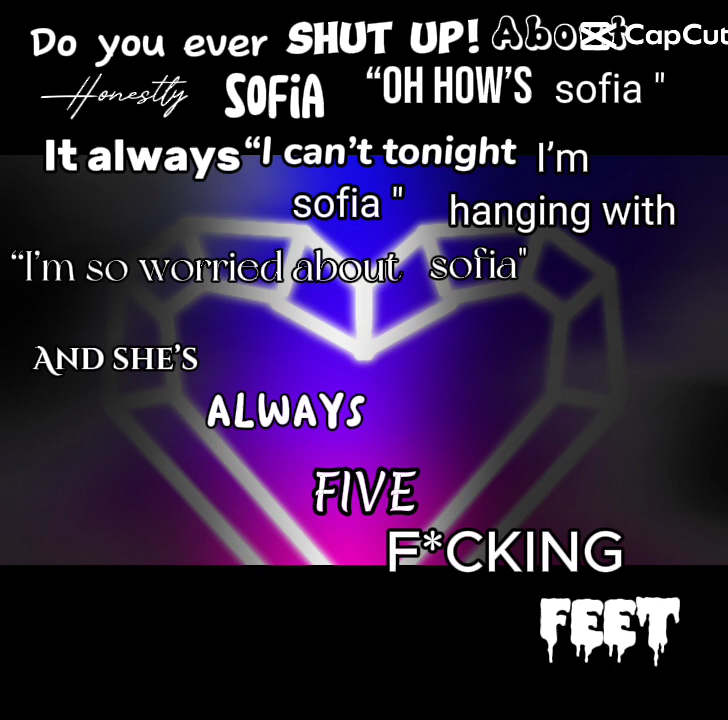 Do you ever SHUT UP! About CapCut
Honestly SOFiA “OH HOW’S sofia "
It always “I can’t tonight I’m
sofia " hanging with
“I’m so worried about sofia"
AND SHE’S
ALWAYS
FIVE
F*CKING
FEET